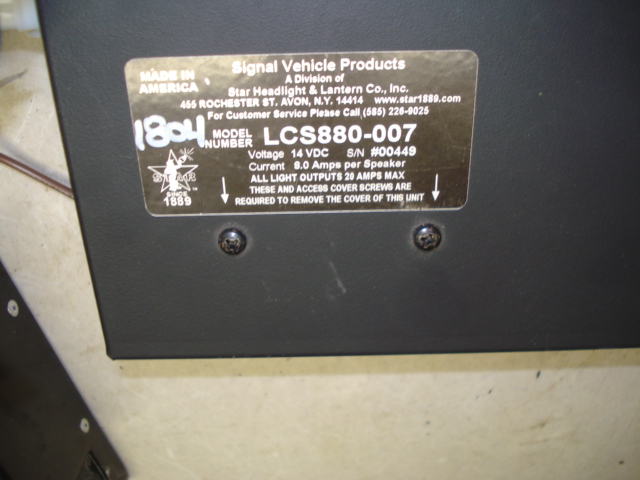 Signal Vehicle Products
A Division of
Star Headlight & Lantern Co., Inc.
MADE IN
AMERICA
455 ROCHESTER ST. AVON, N.Y. 14414 www.star1889.com
For Customer Service Please Call (585) 226-9025
1804
MODEL
NUMBER LCS880-007
Voltage 14 VDC S/N #00449
Current 8.0 Amps per Speaker
ALL LIGHT OUTPUTS 20 AMPS MAX
THESE AND ACCESS COVER SCREWS ARE
REQUIRED TO REMOVE THE COVER OF THIS UNIT
STAR
TM
SINCE
1889